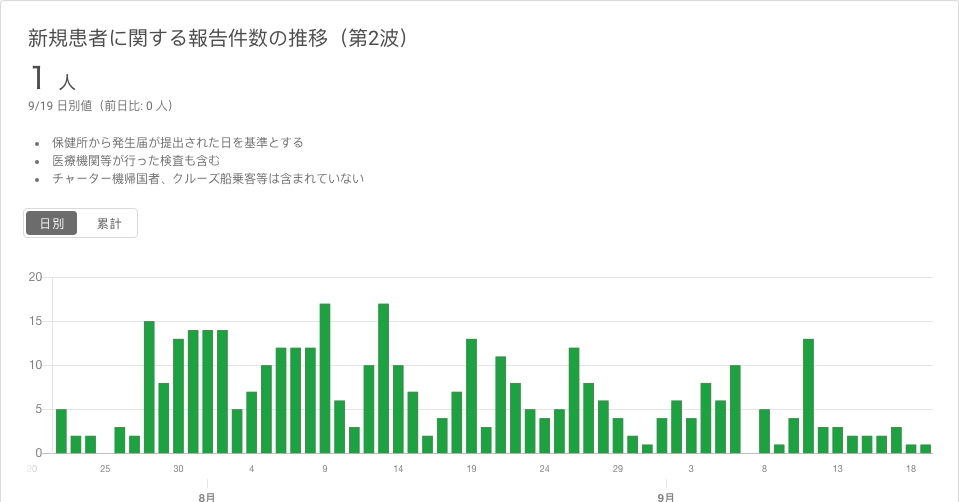 新規患者に関する報告件数の推移（第2波）
1 人
9/19 日別値（前日比: 0 人）
保健所から発生届が提出された日を基準とする
医療機関等が行った検査も含む
チャーター機帰国者、クルーズ船乗客等は含まれていない
日別 累計
20
15
10
5
0
20 25 30 4 9 14 19 24 29 3 8 13 18
8月 9月